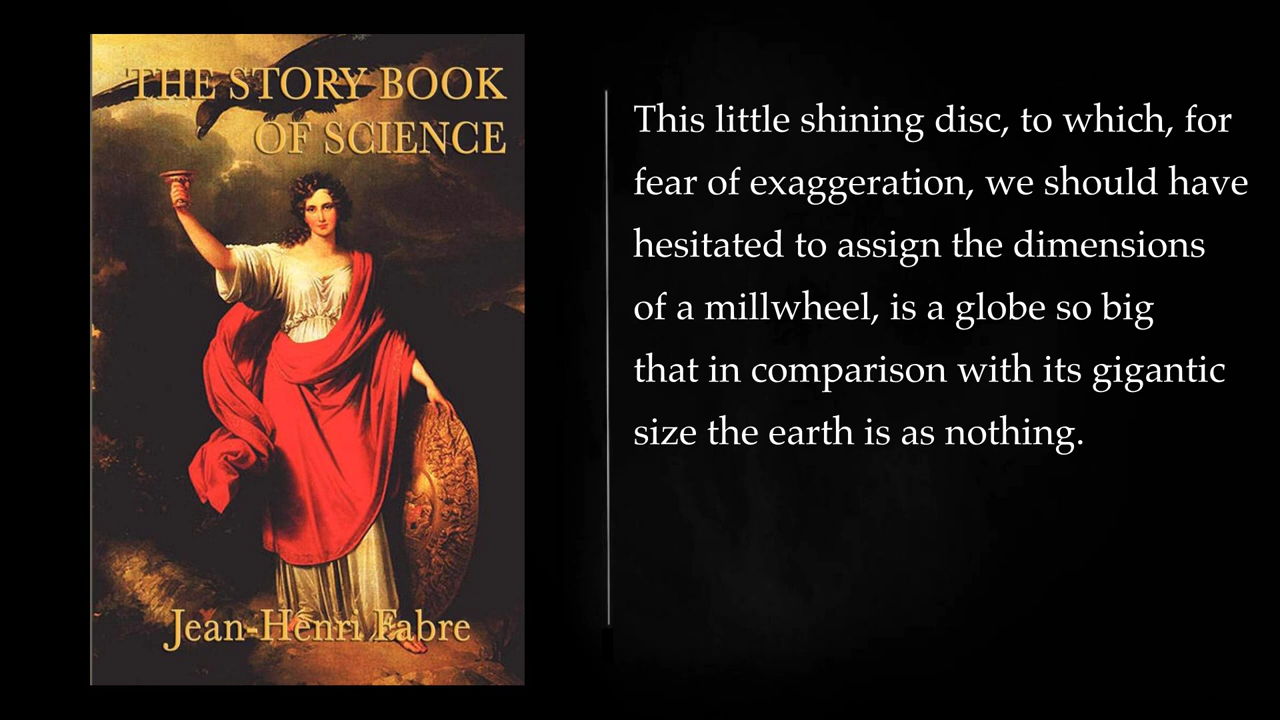 THE STORY BOOK
OF SCIENCE
Jean-Henri Fabre
This little shining disc, to which, for
fear of exaggeration, we should have
hesitated to assign the dimensions
of a millwheel, is a globe so big
that in comparison with its gigantic
size the earth is as nothing.